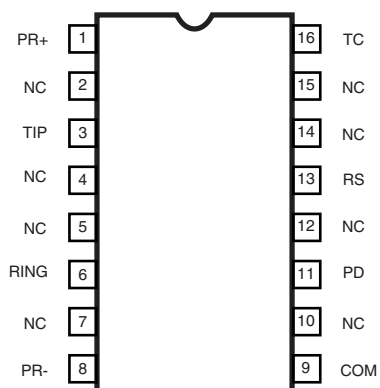 PR+ 1 16 TC
NC 2 15 NC
TIP 3 14 NC
NC 4 13 RS
NC 5 12 NC
RING 6 11 PD
NC 7 10 NC
PR- 8 9 COM